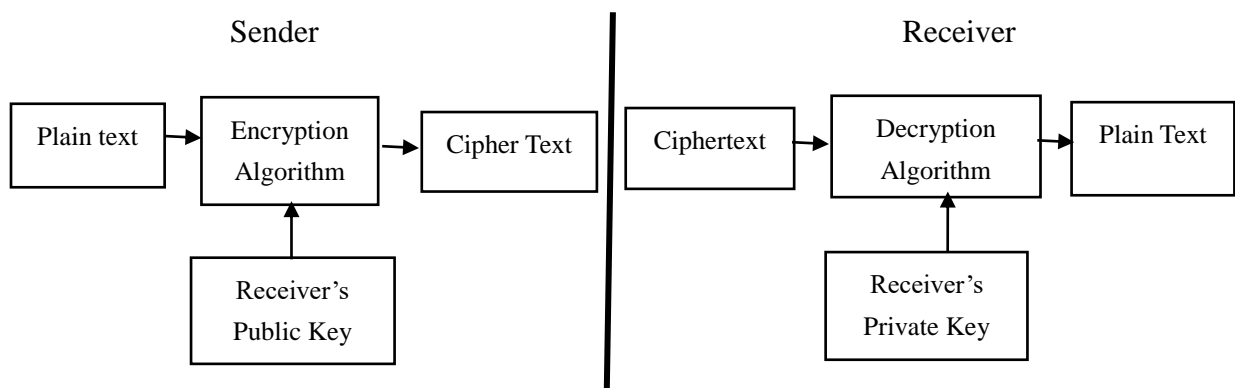 Sender
Receiver
Plain text
Encryption
Algorithm
Cipher Text
Receiver’s
Public Key
Ciphertext
Decryption
Algorithm
Plain Text
Receiver’s
Private Key